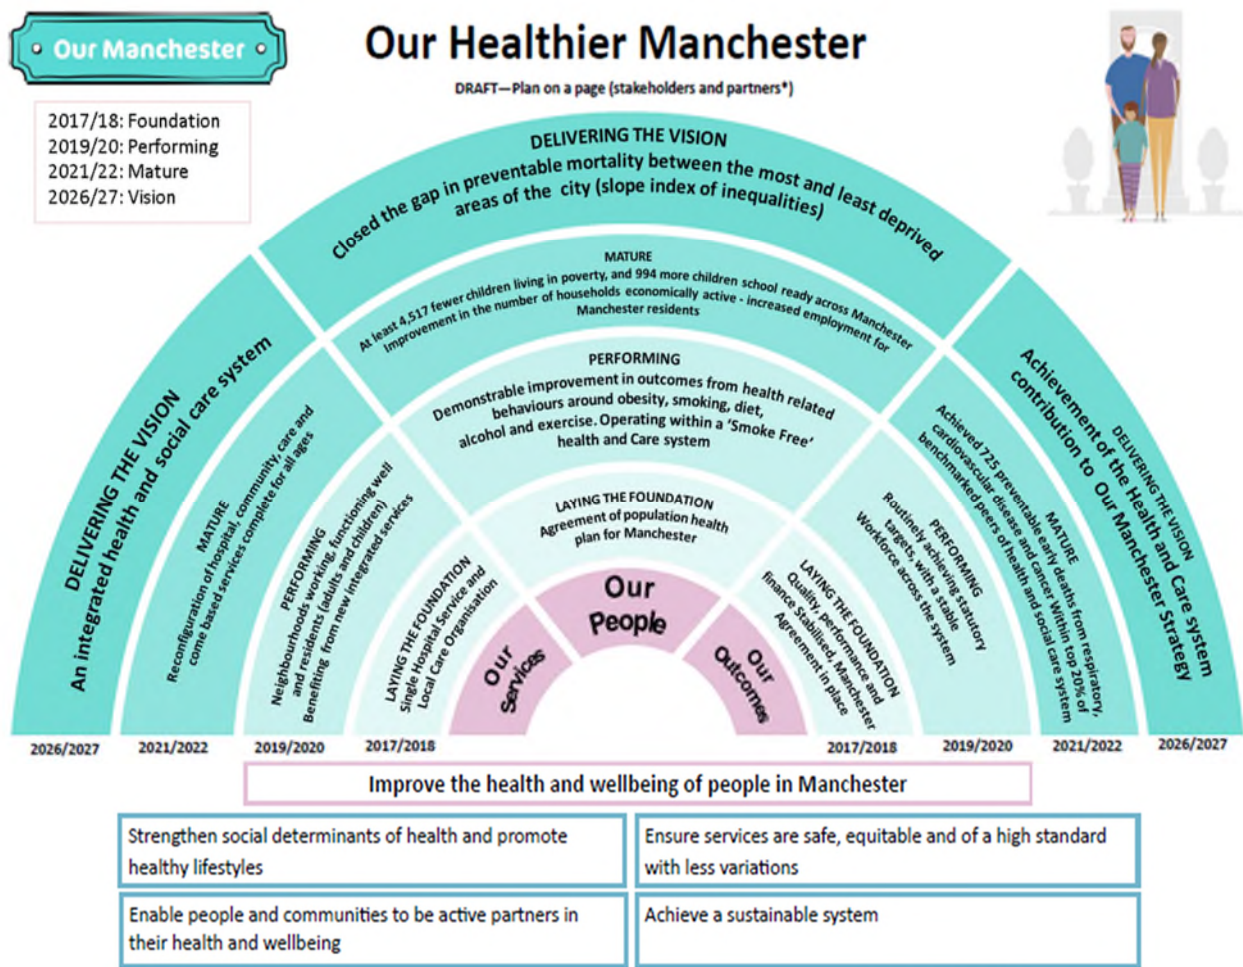 Our Manchester
Our Healthier Manchester
DRAFT—Plan on a page (stakeholders and partners*)
2017/18: Foundation
2019/20: Performing
2021/22: Mature
2026/27: Vision
DELIVERING THE VISION
Closed the gap in preventable mortality between the most and least deprived
areas of the city (slope index of inequalities)
MATURE
At least 4,517 fewer children living in poverty, and 994 more children school ready across Manchester
Improvement in the number of households economically active - increased employment for
Manchester residents
PERFORMING
Demonstrable improvement in outcomes from health related
behaviours around obesity, smoking, diet,
alcohol and exercise. Operating within a ‘Smoke Free’
health and Care system
LAYING THE FOUNDATION
Agreement of population health
plan for Manchester
Our
People
DELIVERING THE VISION
An integrated health and social care system
MATURE
Reconfiguration of hospital, community, care and
come based services complete for all ages
PERFORMING
Neighbourhoods working, functioning well
and residents (adults and children)
Benefiting from new integrated services
LAYING THE FOUNDATION
Single Hospital Service and
Local Care Organisation
Our
Services
Our
Outcomes
LAYING THE FOUNDATION
Quality, performance and
finance Stabilised, Manchester
Agreement in place
PERFORMING
Routinely achieving statutory
targets, with a stable
Workforce across the system
MATURE
Achieved 725 preventable early deaths from respiratory,
cardiovascular disease and cancer Within top 20% of
benchmarked peers of health and social care system
DELIVERING THE VISION
Achievement of the Health and Care system
contribution to Our Manchester Strategy
2026/2027
2021/2022
2019/2020
2017/2018
2017/2018
2019/2020
2021/2022
2026/2027
Improve the health and wellbeing of people in Manchester
Strengthen social determinants of health and promote
healthy lifestyles
Ensure services are safe, equitable and of a high standard
with less variations
Enable people and communities to be active partners in
their health and wellbeing
Achieve a sustainable system